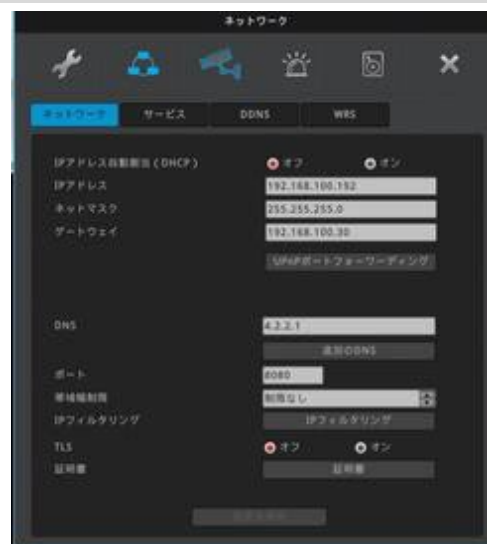 ネットワーク
ネットワーク サービス DDNS WRS
IPアドレス自動割当(DHCP) オフ オン
IPアドレス 192.168.100.192
ネットマスク 255.255.255.0
ゲートウェイ 192.168.100.30
UPnPポートフォーワーディング
DNS 4.2.2.1
追加のDNS
ポート 8080
帯域幅制限 制限なし
IPフィルタリング IPフィルタリング
TLS オフ オン
証明書 証明書